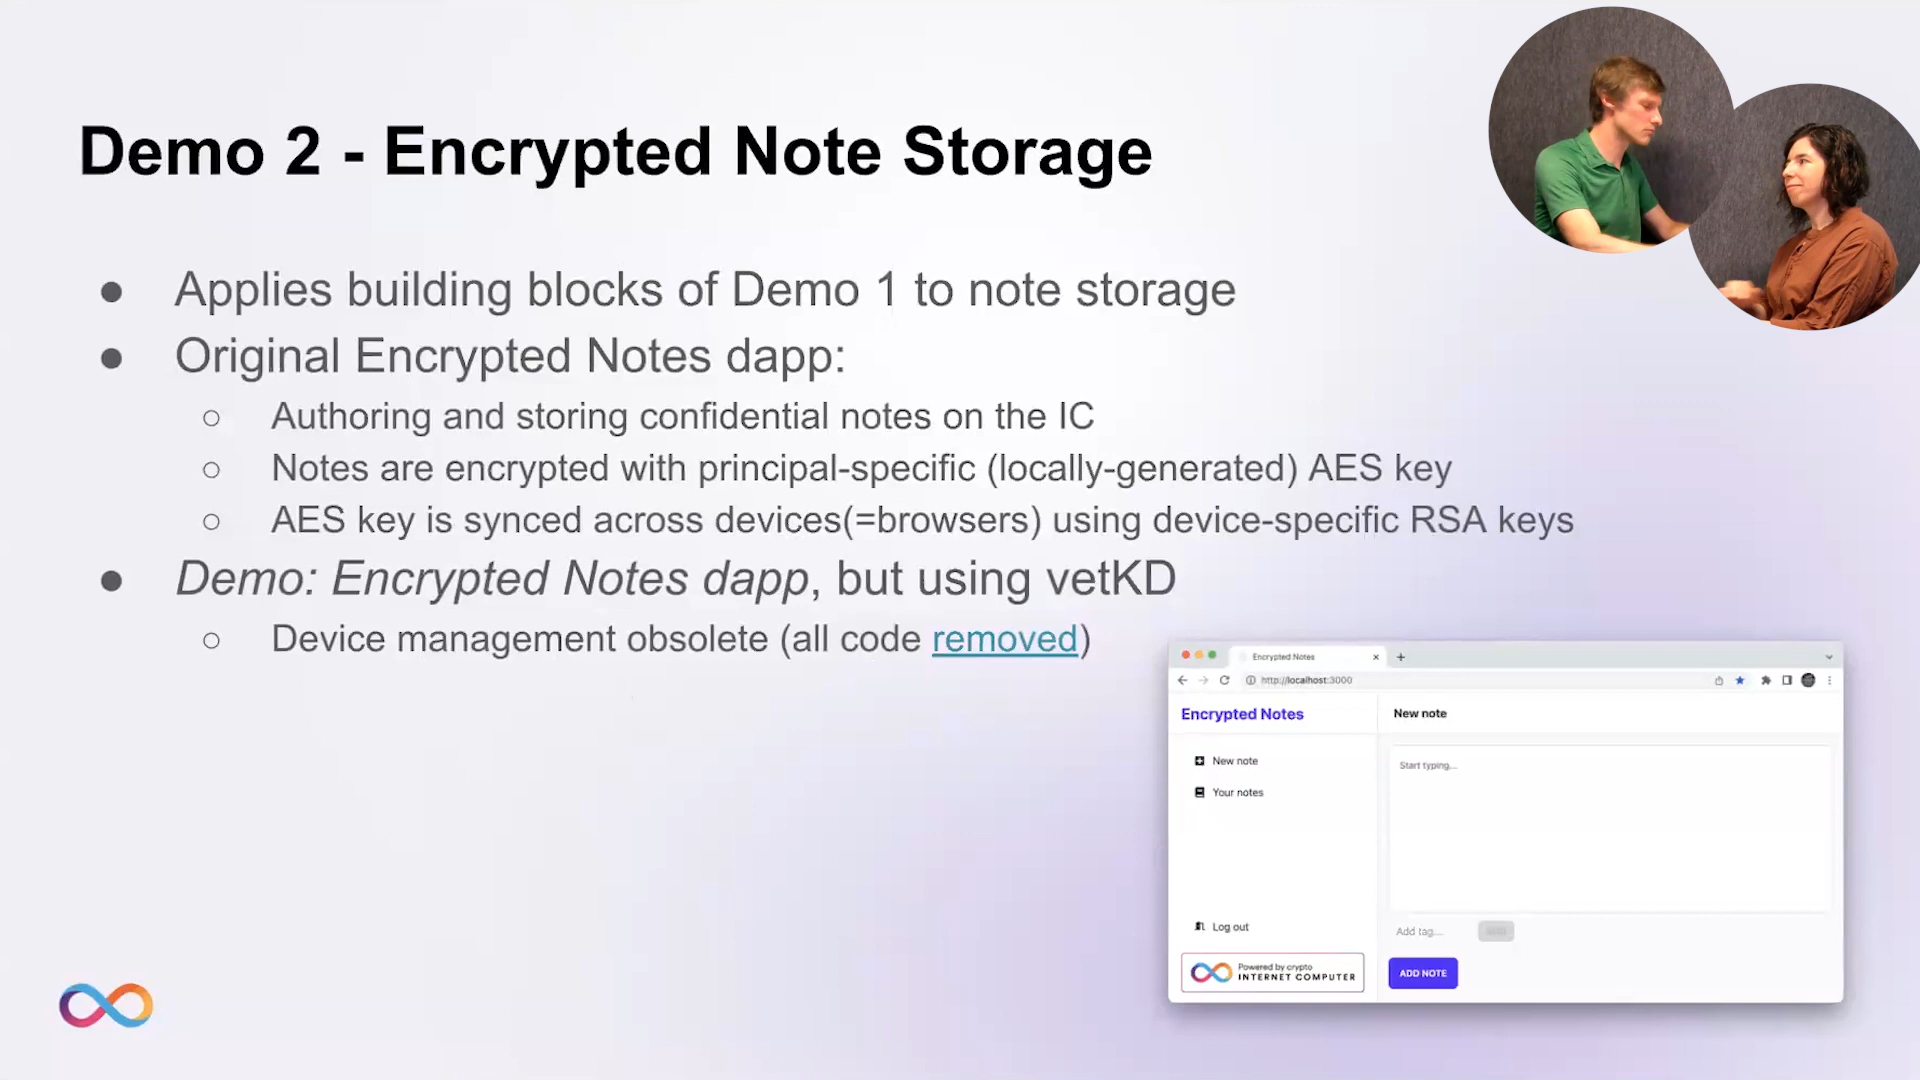 Demo 2 - Encrypted Note Storage
● Applies building blocks of Demo 1 to note storage
● Original Encrypted Notes dapp:
○ Authoring and storing confidential notes on the IC
○ Notes are encrypted with principal-specific (locally-generated) AES key
○ AES key is synced across devices(=browsers) using device-specific RSA keys
● Demo: Encrypted Notes dapp, but using vetKD
○ Device management obsolete (all code removed)
Encrypted Notes
http://localhost:3000
Encrypted Notes
New note
New note
Your notes
Start typing...
Log out
Add tag...
Powered by crypto
INTERNET COMPUTER
ADD NOTE